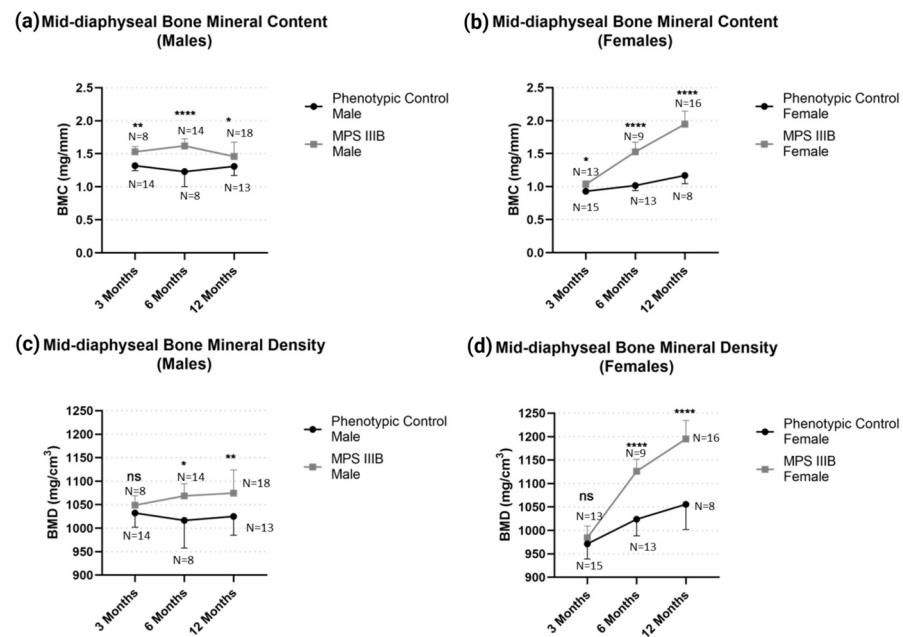 (a) Mid-diaphyseal Bone Mineral Content
(Males)
BMC (mg/mm)
2.5
2.0
1.5
1.0
0.5
0.0
**
N=8
****
N=14
*
N=18
N=14
N=8
N=13
3 Months
6 Months
12 Months
Phenotypic Control
Male
MPS IIIB
Male
(b) Mid-diaphyseal Bone Mineral Content
(Females)
BMC (mg/mm)
2.5
2.0
1.5
1.0
0.5
0.0
*
N=13
****
N=9
****
N=16
N=15
N=13
N=8
3 Months
6 Months
12 Months
Phenotypic Control
Female
MPS IIIB
Female
(c) Mid-diaphyseal Bone Mineral Density
(Males)
BMD (mg/cm³)
1250
1200
1150
1100
1050
1000
950
900
ns
N=8
*
N=14
**
N=18
N=14
N=8
N=13
3 Months
6 Months
12 Months
Phenotypic Control
Male
MPS IIIB
Male
(d) Mid-diaphyseal Bone Mineral Density
(Females)
BMD (mg/cm³)
1250
1200
1150
1100
1050
1000
950
900
ns
N=13
****
N=9
****
N=16
N=15
N=13
N=8
3 Months
6 Months
12 Months
Phenotypic Control
Female
MPS IIIB
Female